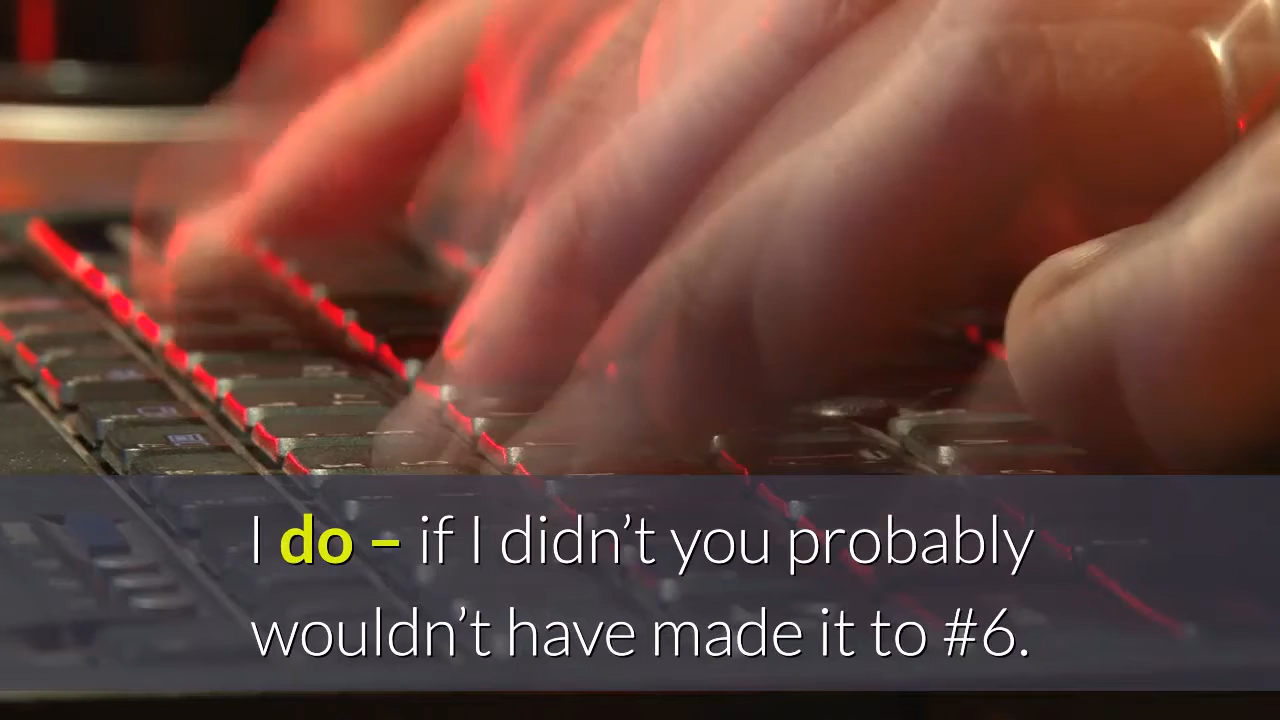 I do – if I didn’t you probably
wouldn’t have made it to #6.